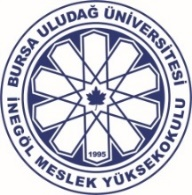 BURSA ULUDAĞ ÜNİVERSİTESİ
İNEGÖL MESLEK YÜKSEKOKULU
1995